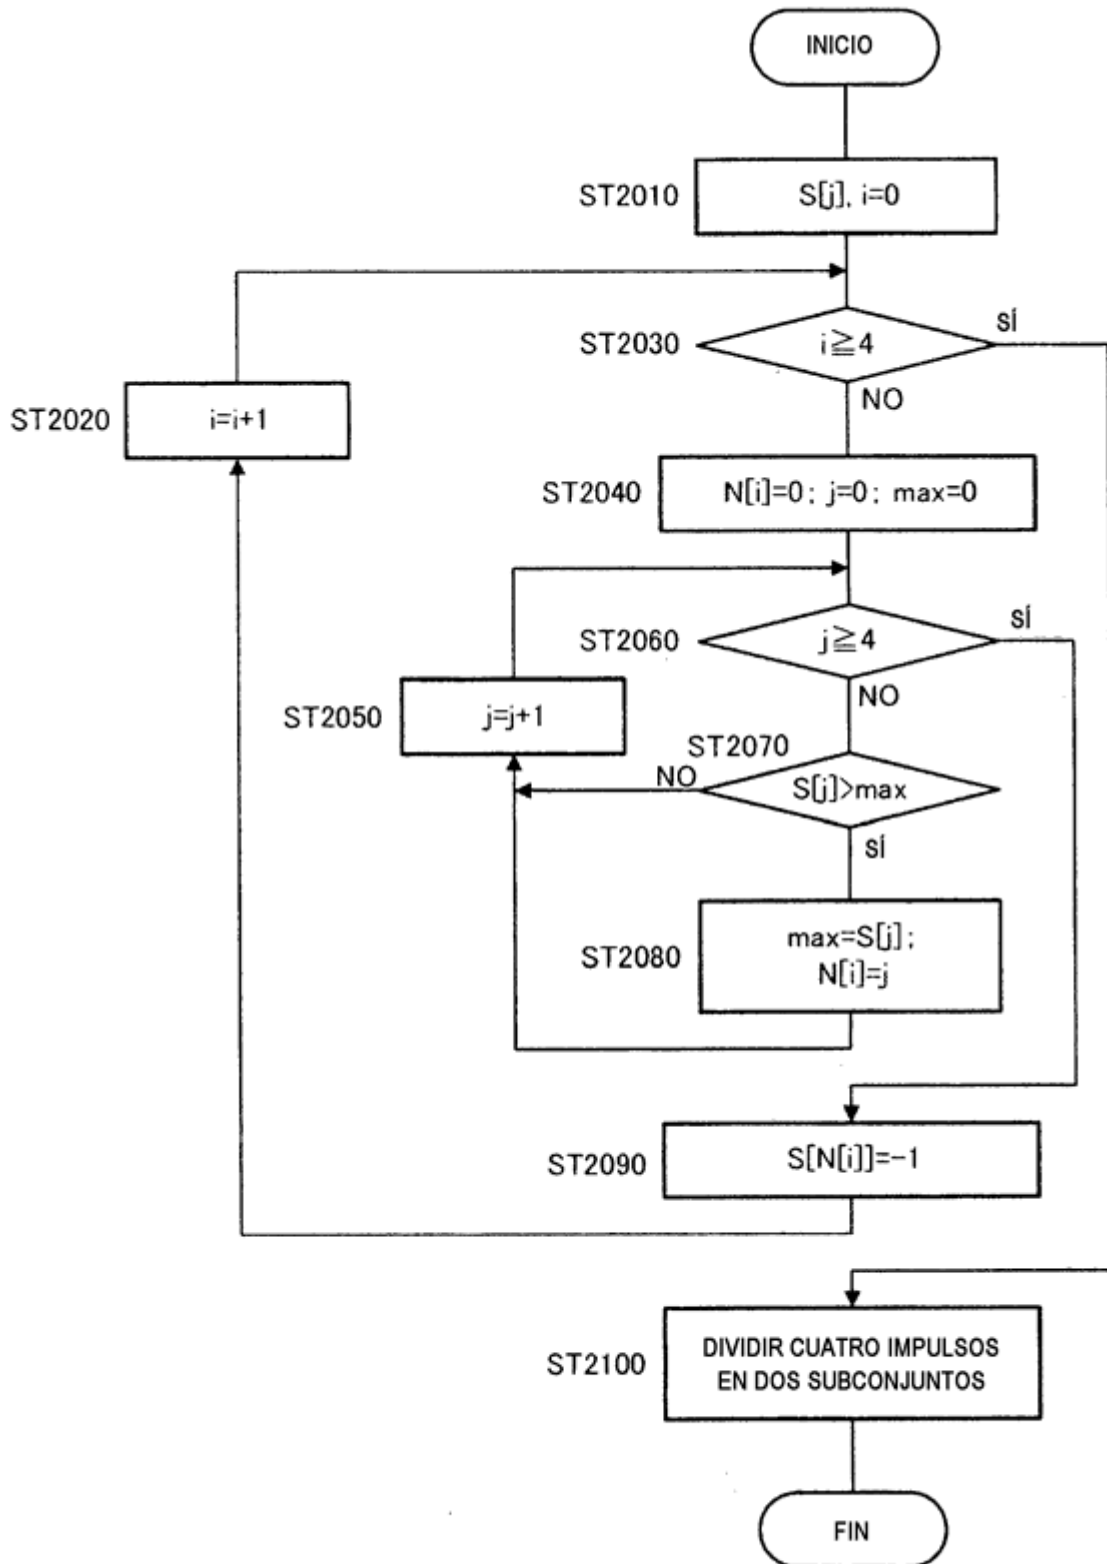 INICIO
ST2010
S[j], i=0
ST2030
i≧4
SÍ
NO
ST2020
i=i+1
ST2040
N[i]=0; j=0; max=0
ST2060
j≧4
SÍ
NO
ST2050
j=j+1
ST2070
S[j]>max
NO
SÍ
ST2080
max=S[j];
N[i]=j
ST2090
S[N[i]]=-1
ST2100
DIVIDIR CUATRO IMPULSOS
EN DOS SUBCONJUNTOS
FIN